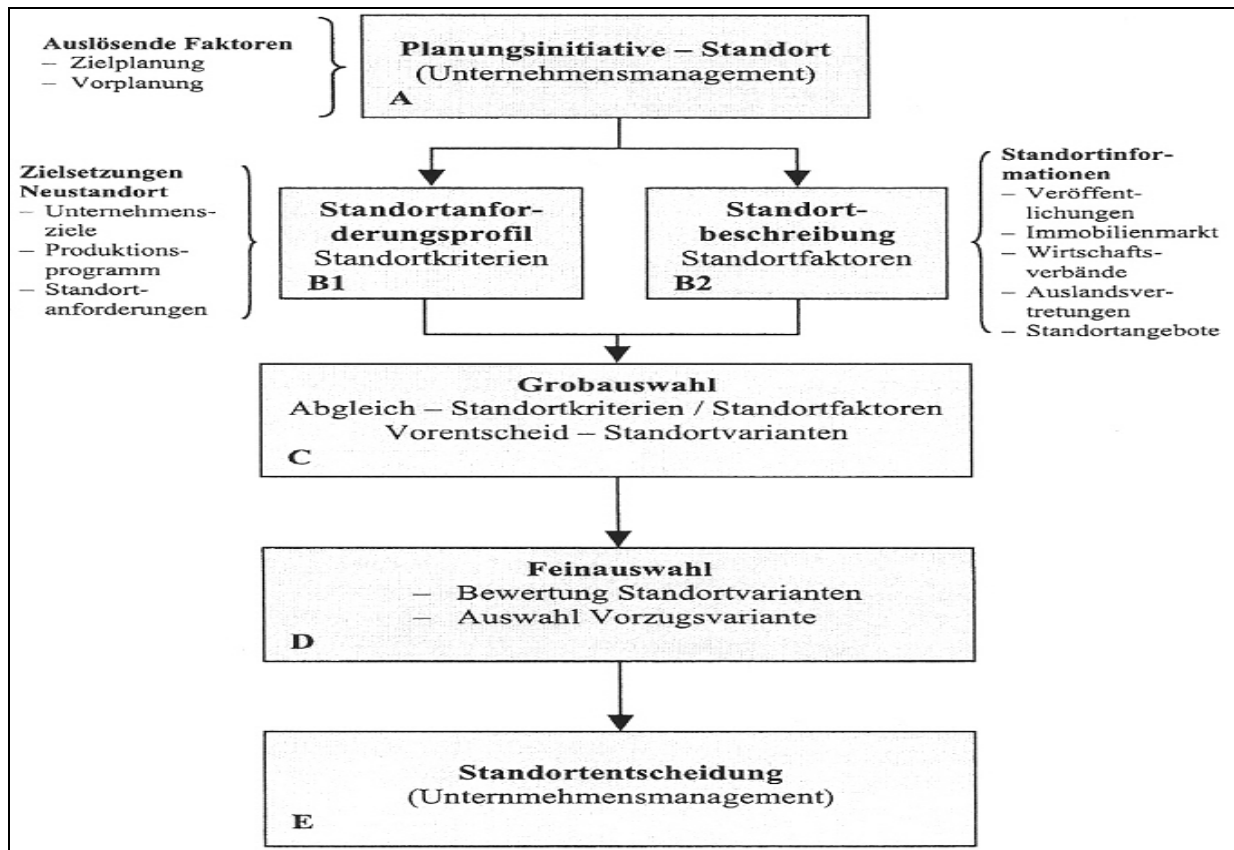 Auslösende Faktoren
– Zielplanung
– Vorplanung
Planungsinitiative – Standort
(Unternehmensmanagement)
A
Zielsetzungen
Neustandort
– Unternehmens-
ziele
– Produktions-
programm
– Standort-
anforderungen
Standortanfor-
derungsprofil
Standortkriterien
B1
Standort-
beschreibung
Standortfaktoren
B2
Standortinfor-
mationen
– Veröffent-
lichungen
– Immobilienmarkt
– Wirtschafts-
verbände
– Auslandsver-
tretungen
– Standortangebote
Grobauswahl
Abgleich – Standortkriterien / Standortfaktoren
Vorentscheid – Standortvarianten
C
Feinauswahl
– Bewertung Standortvarianten
– Auswahl Vorzugsvariante
D
Standortentscheidung
(Unternmehmensmanagement)
E